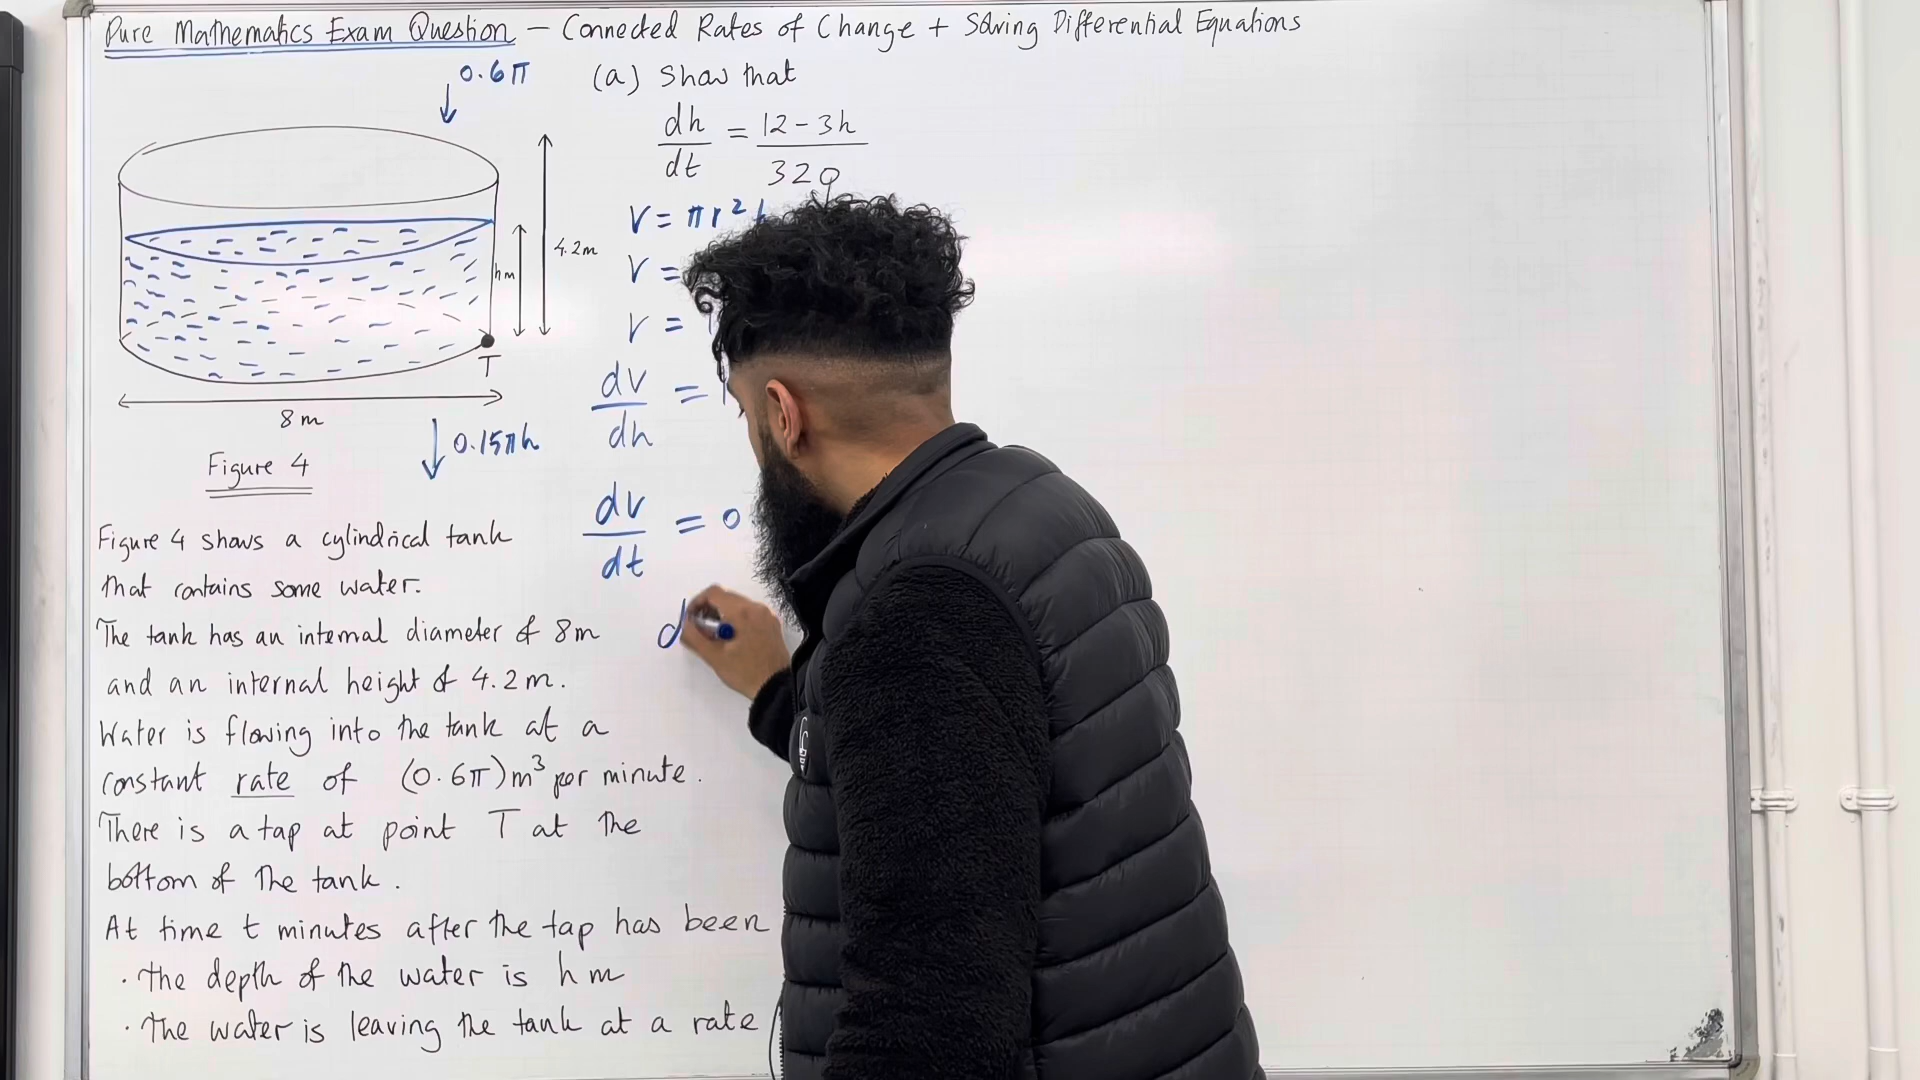 Pure Mathematics Exam Question – Connected Rates of Change + Solving Differential Equations
0.6π
4.2m
hm
T
8m
0.15πh
Figure 4
Figure 4 shows a cylindrical tank
that contains some water.
The tank has an internal diameter of 8m
and an internal height of 4.2m.
Water is flowing into the tank at a
constant rate of (0.6π)m³ per minute.
There is a tap at point T at the
bottom of the tank.
At time t minutes after the tap has been
· the depth of the water is hm
· the water is leaving the tank at a rate
(a) Show that
dh/dt = 12-3h/320
V = πr²
V =
V =
dv/dh =
dv/dt = 0
d